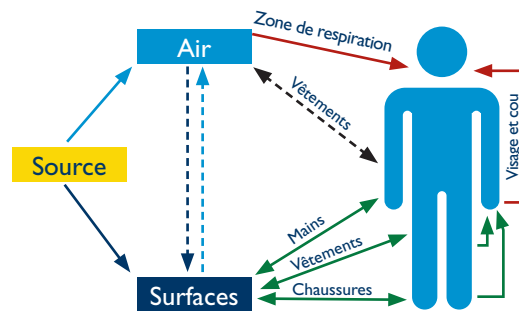 Air
Zone de respiration
Vêtements
Visage et cou
Source
Mains
Vêtements
Chaussures
Surfaces